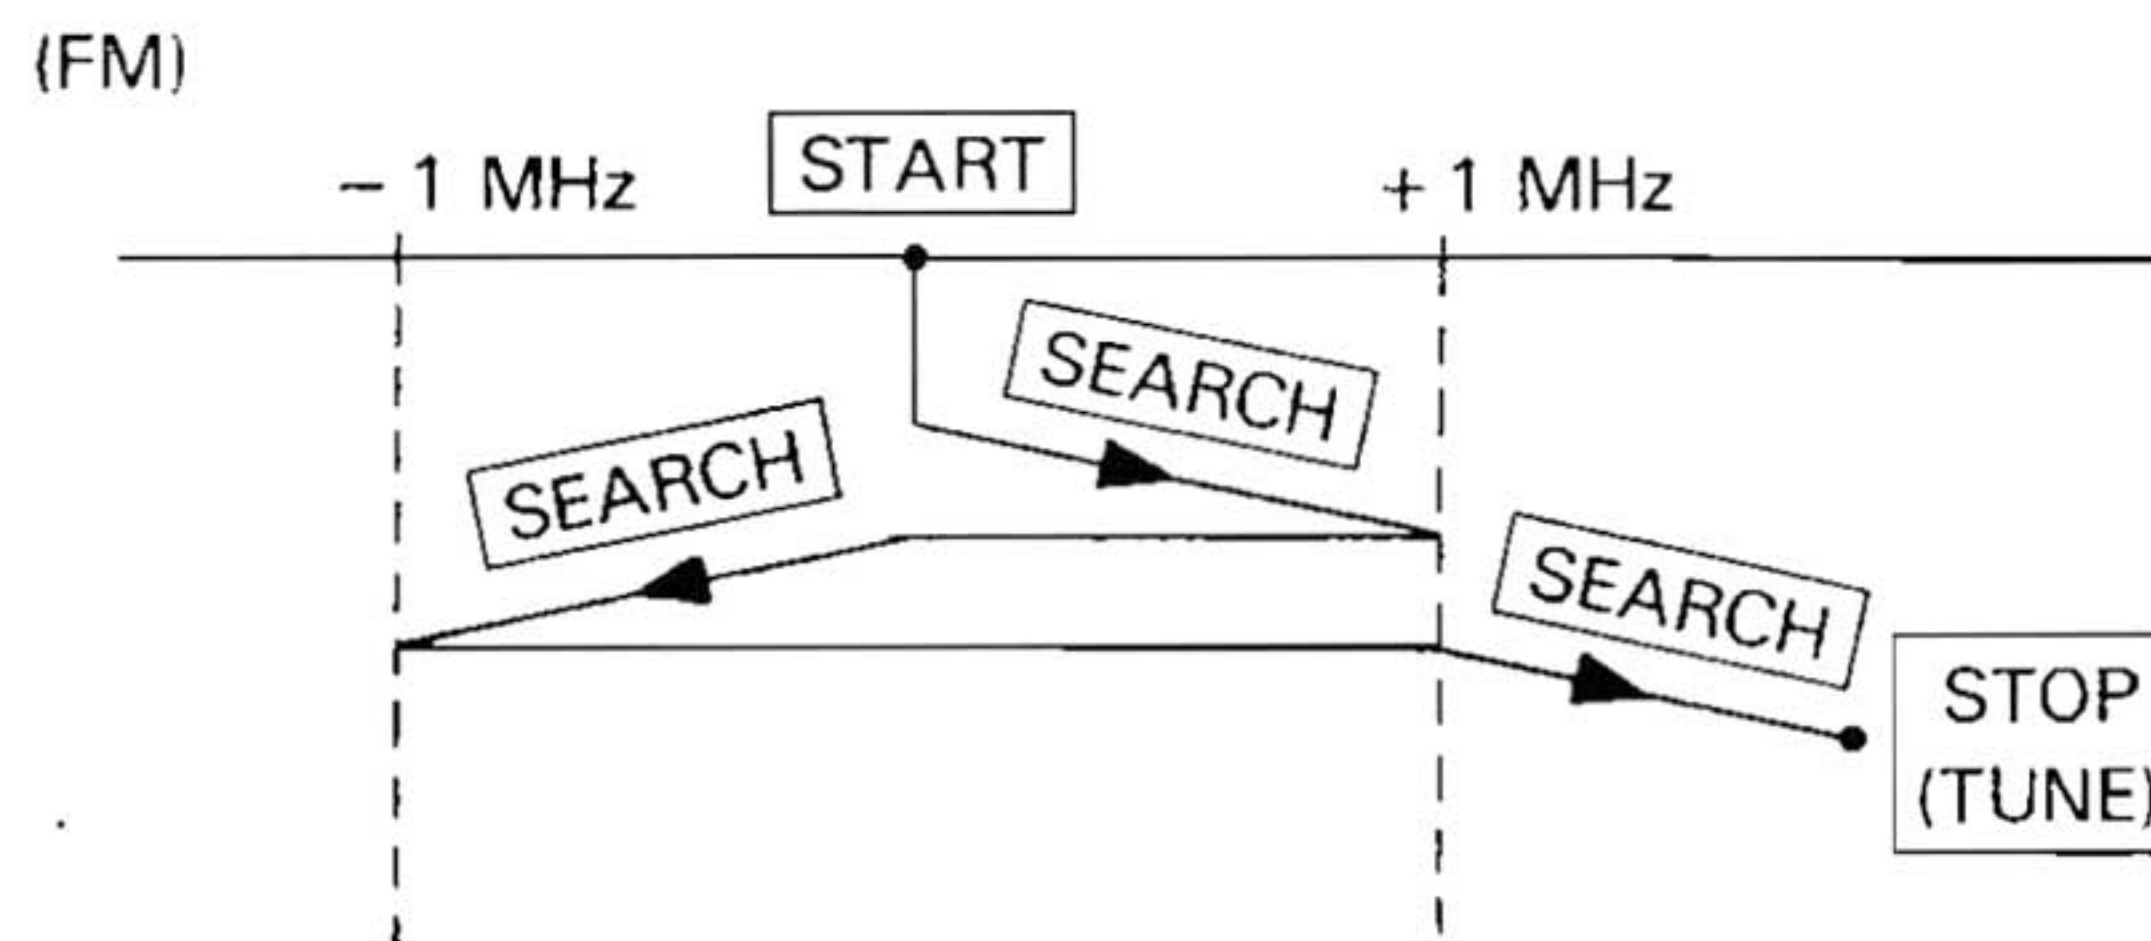 (FM)
START
− 1 MHz
+ 1 MHz
SEARCH
SEARCH
SEARCH
STOP
(TUNE)